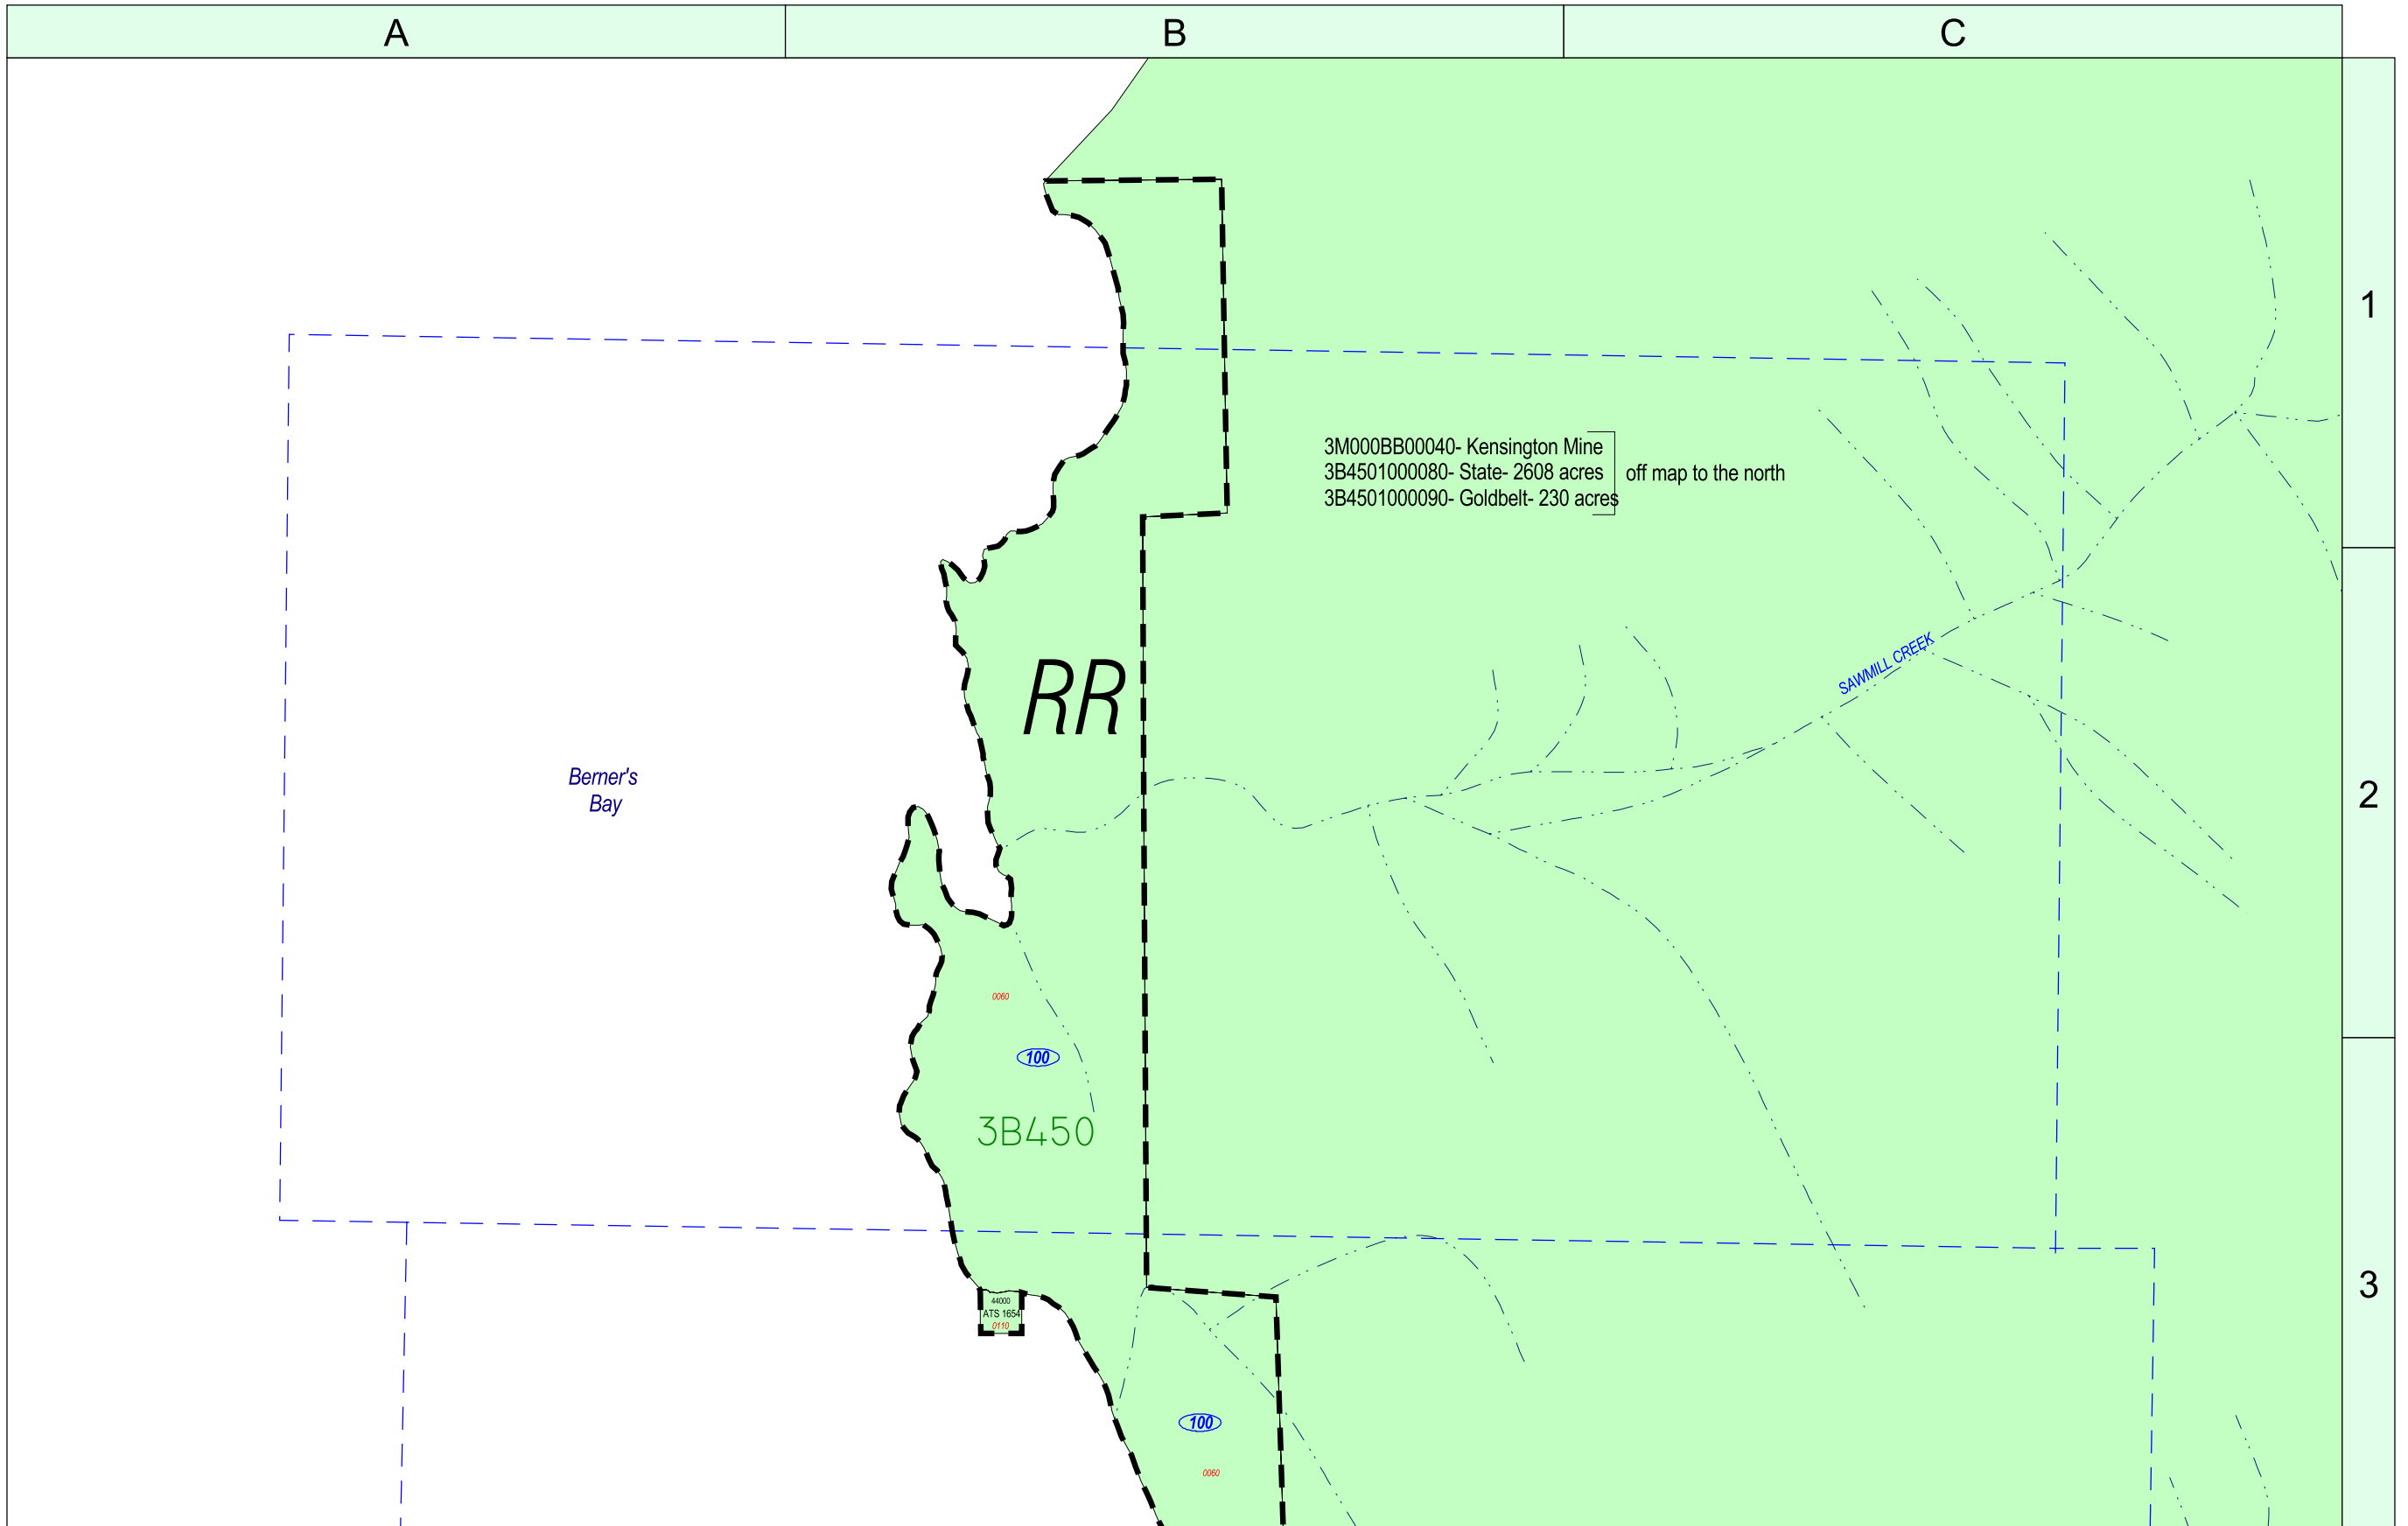 A
B
C
1
3M000BB00040- Kensington Mine
3B4501000080- State- 2608 acres
off map to the north
3B4501000090- Goldbelt- 230 acres
SAWMILL CREEK
RR
Berner's
Bay
2
0060
100
3B450
3
44000
ATS 1654
0110
100
0060